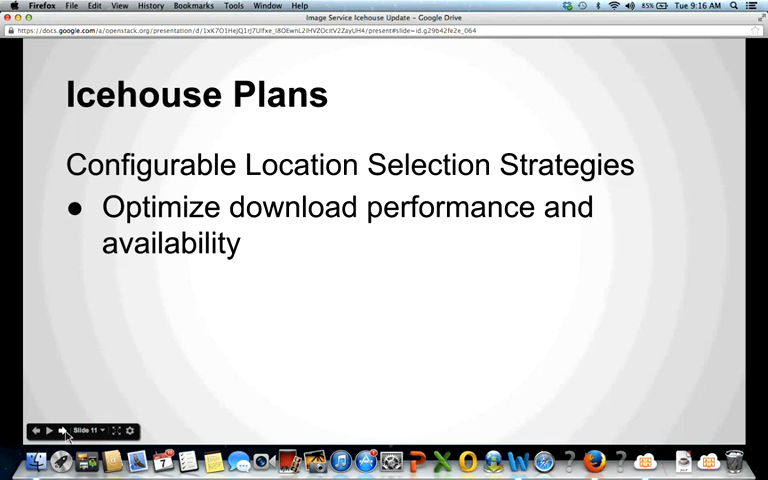 Firefox File Edit View History Bookmarks Tools Window Help 85% Tue 9:16 AM
Image Service Icehouse Update - Google Drive
Icehouse Plans
Configurable Location Selection Strategies
● Optimize download performance and
availability
Slide 11